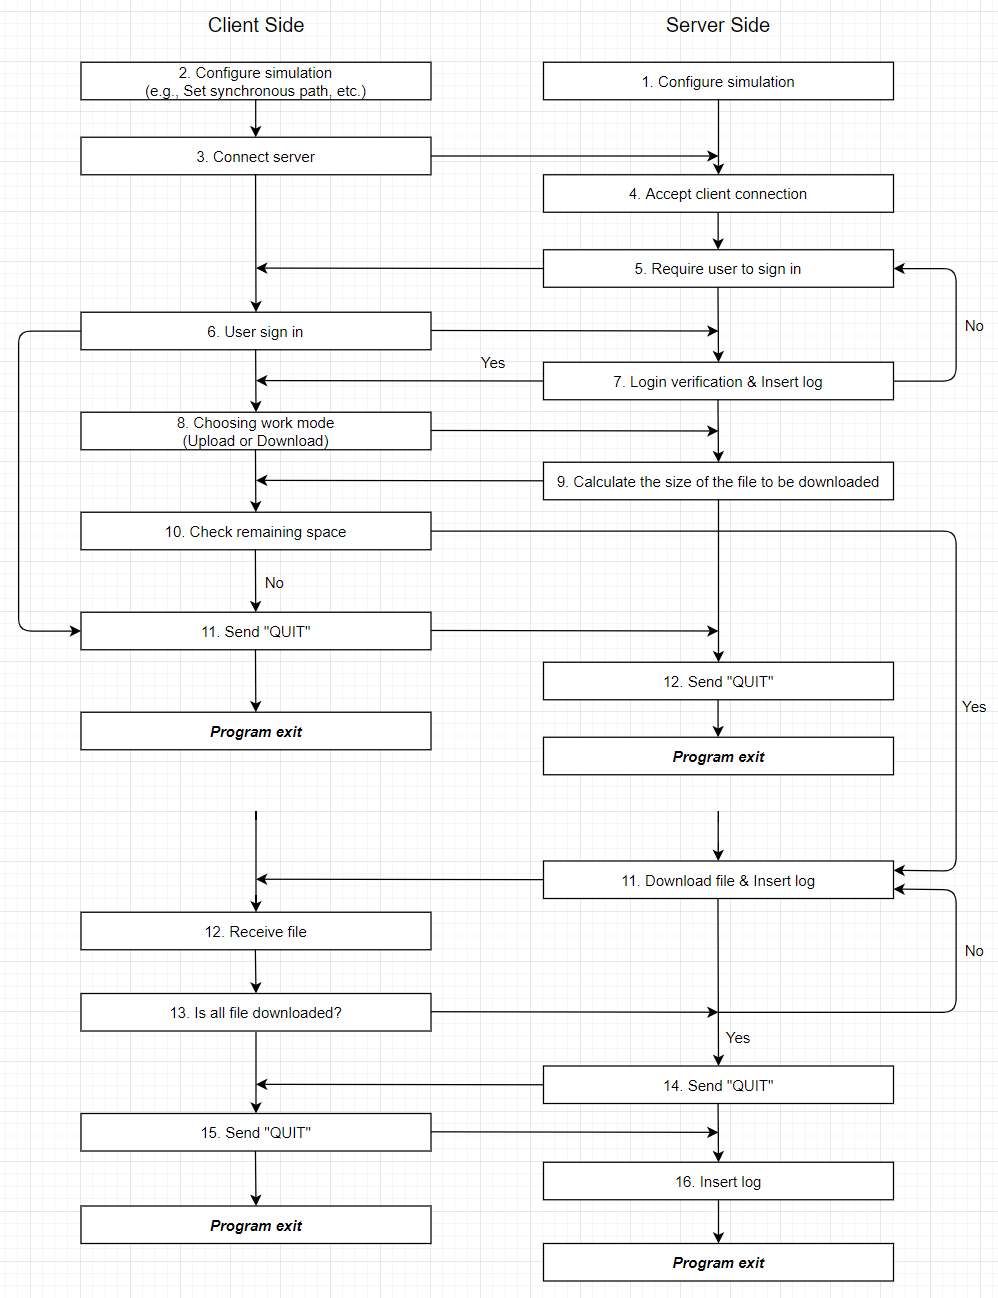 Client Side
Server Side
2. Configure simulation
(e.g., Set synchronous path, etc.)
1. Configure simulation
3. Connect server
4. Accept client connection
5. Require user to sign in
No
6. User sign in
Yes
7. Login verification & Insert log
8. Choosing work mode
(Upload or Download)
9. Calculate the size of the file to be downloaded
10. Check remaining space
No
11. Send "QUIT"
12. Send "QUIT"
Yes
Program exit
Program exit
11. Download file & Insert log
12. Receive file
No
13. Is all file downloaded?
Yes
14. Send "QUIT"
15. Send "QUIT"
16. Insert log
Program exit
Program exit